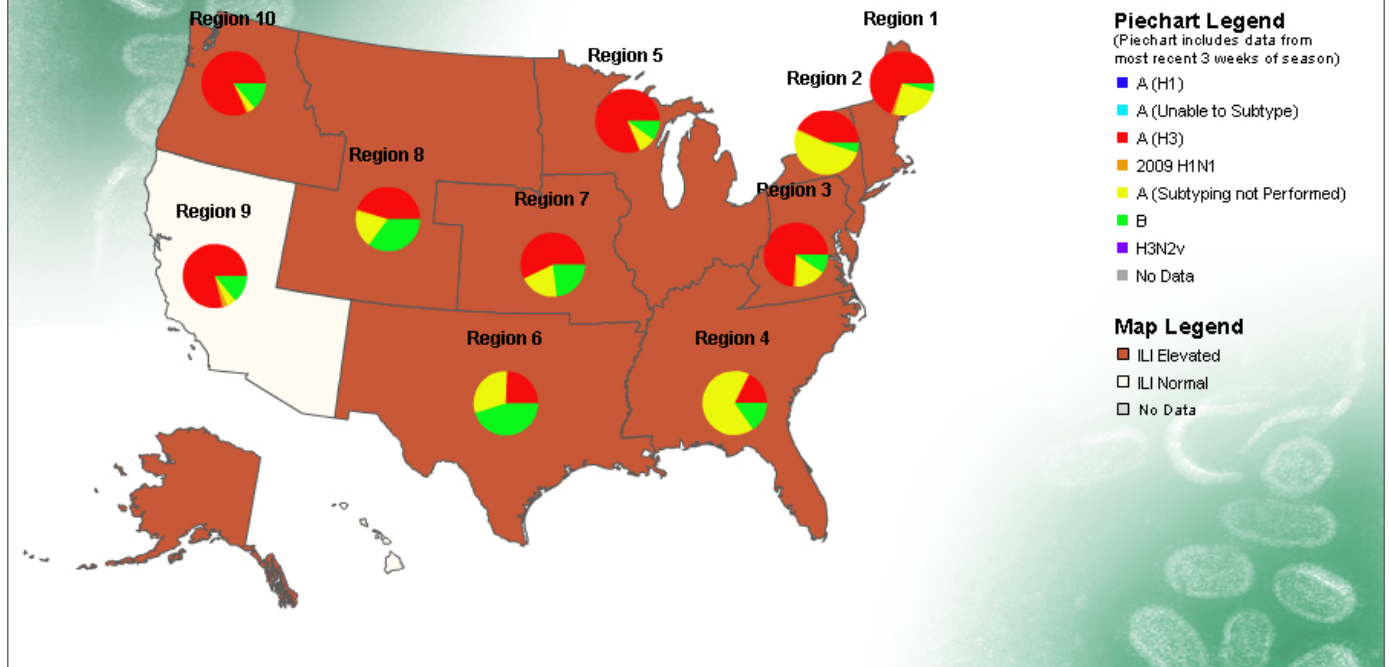 Region 10
Region 1
Region 5
Region 2
Region 8
Region 7
Region 3
Region 9
Region 6
Region 4
Piechart Legend
(Piechart includes data from
most recent 3 weeks of season)
A (H1)
A (Unable to Subtype)
A (H3)
2009 H1N1
A (Subtyping not Performed)
B
H3N2v
No Data
Map Legend
ILI Elevated
ILI Normal
No Data